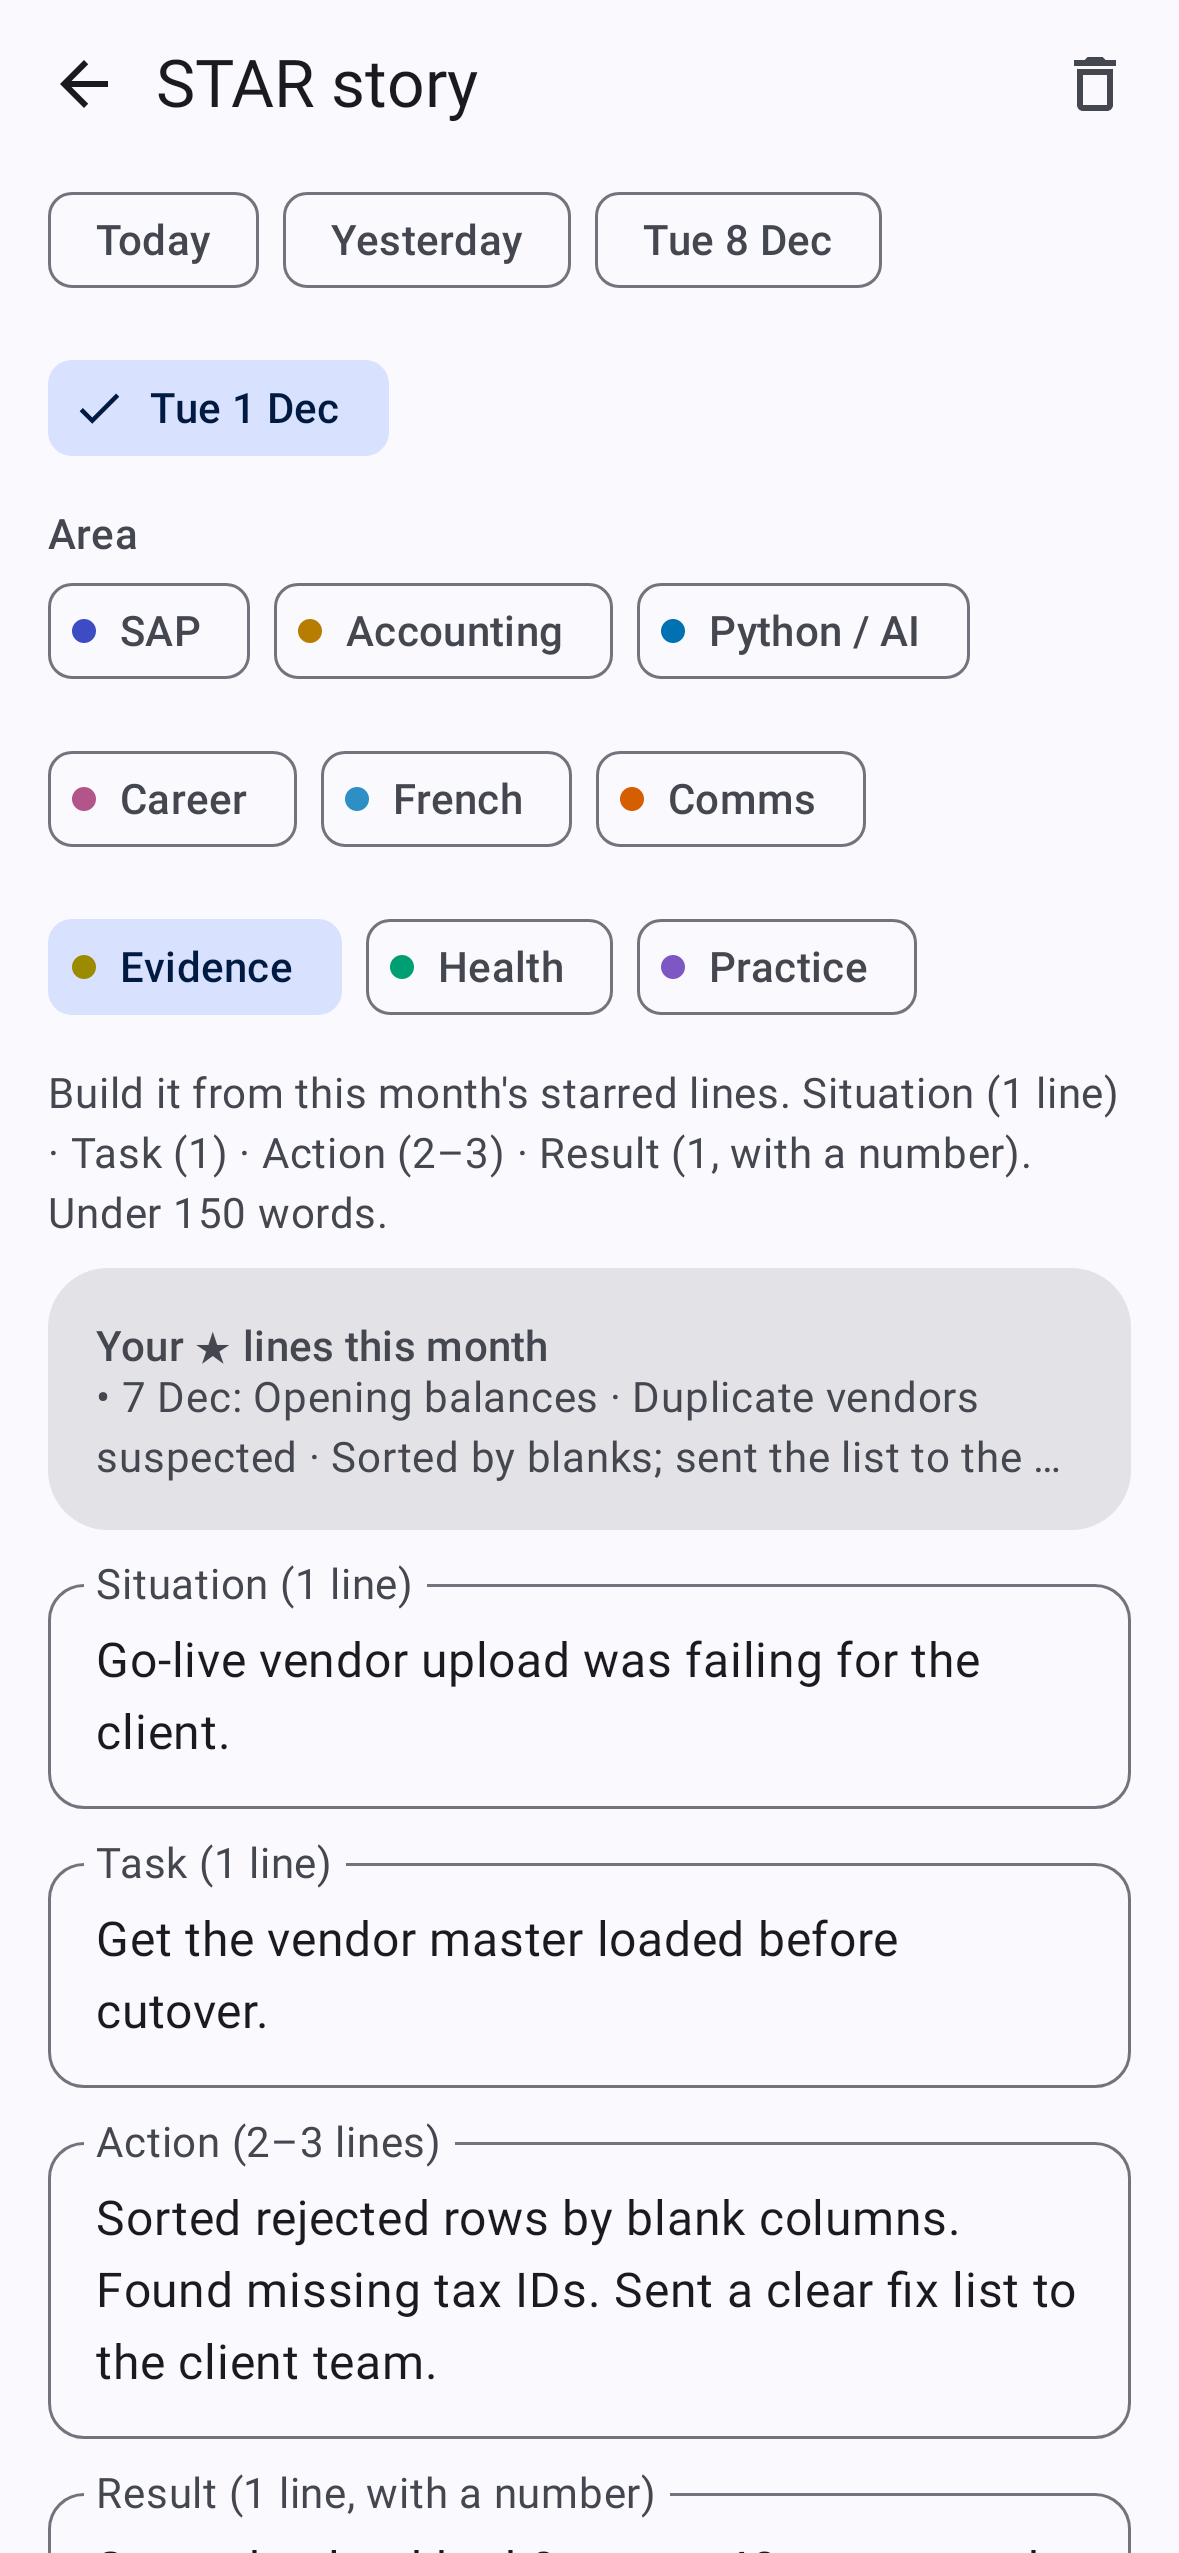 STAR story
Today
Yesterday
Tue 8 Dec
Tue 1 Dec
Area
SAP
Accounting
Python / AI
Career
French
Comms
Evidence
Health
Practice
Build it from this month's starred lines. Situation (1 line)
· Task (1) · Action (2–3) · Result (1, with a number).
Under 150 words.
Your ★ lines this month
• 7 Dec: Opening balances · Duplicate vendors
suspected · Sorted by blanks; sent the list to the …
Situation (1 line)
Go-live vendor upload was failing for the
client.
Task (1 line)
Get the vendor master loaded before
cutover.
Action (2–3 lines)
Sorted rejected rows by blank columns.
Found missing tax IDs. Sent a clear fix list to
the client team.
Result (1 line, with a number)